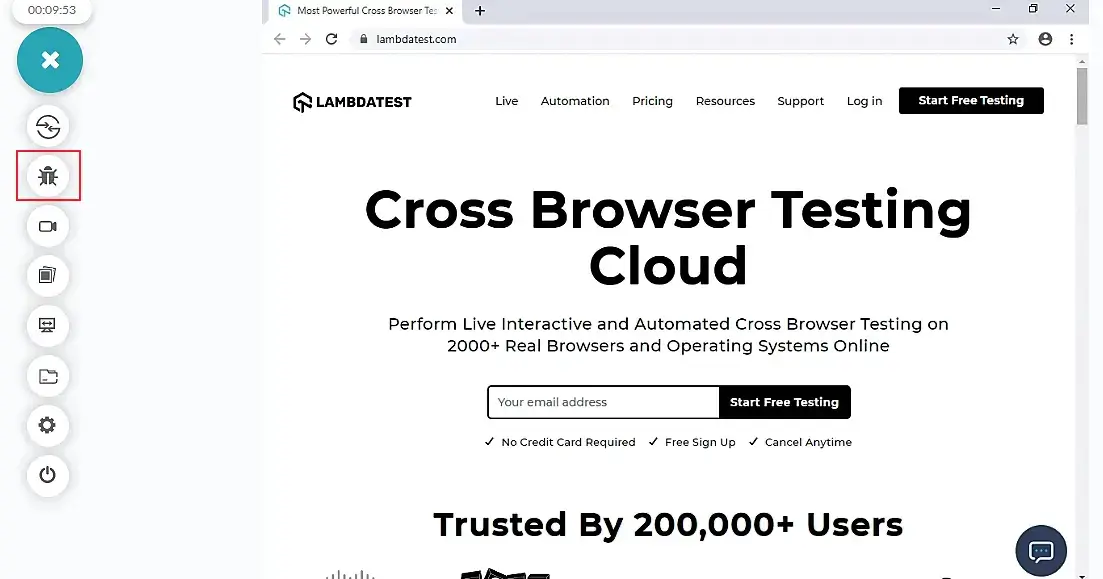 00:09:53
Most Powerful Cross Browser Tes
lambdatest.com
LAMBDATEST
Live Automation Pricing Resources Support Log in Start Free Testing
Cross Browser Testing
Cloud
Perform Live Interactive and Automated Cross Browser Testing on
2000+ Real Browsers and Operating Systems Online
Your email address Start Free Testing
No Credit Card Required Free Sign Up Cancel Anytime
Trusted By 200,000+ Users